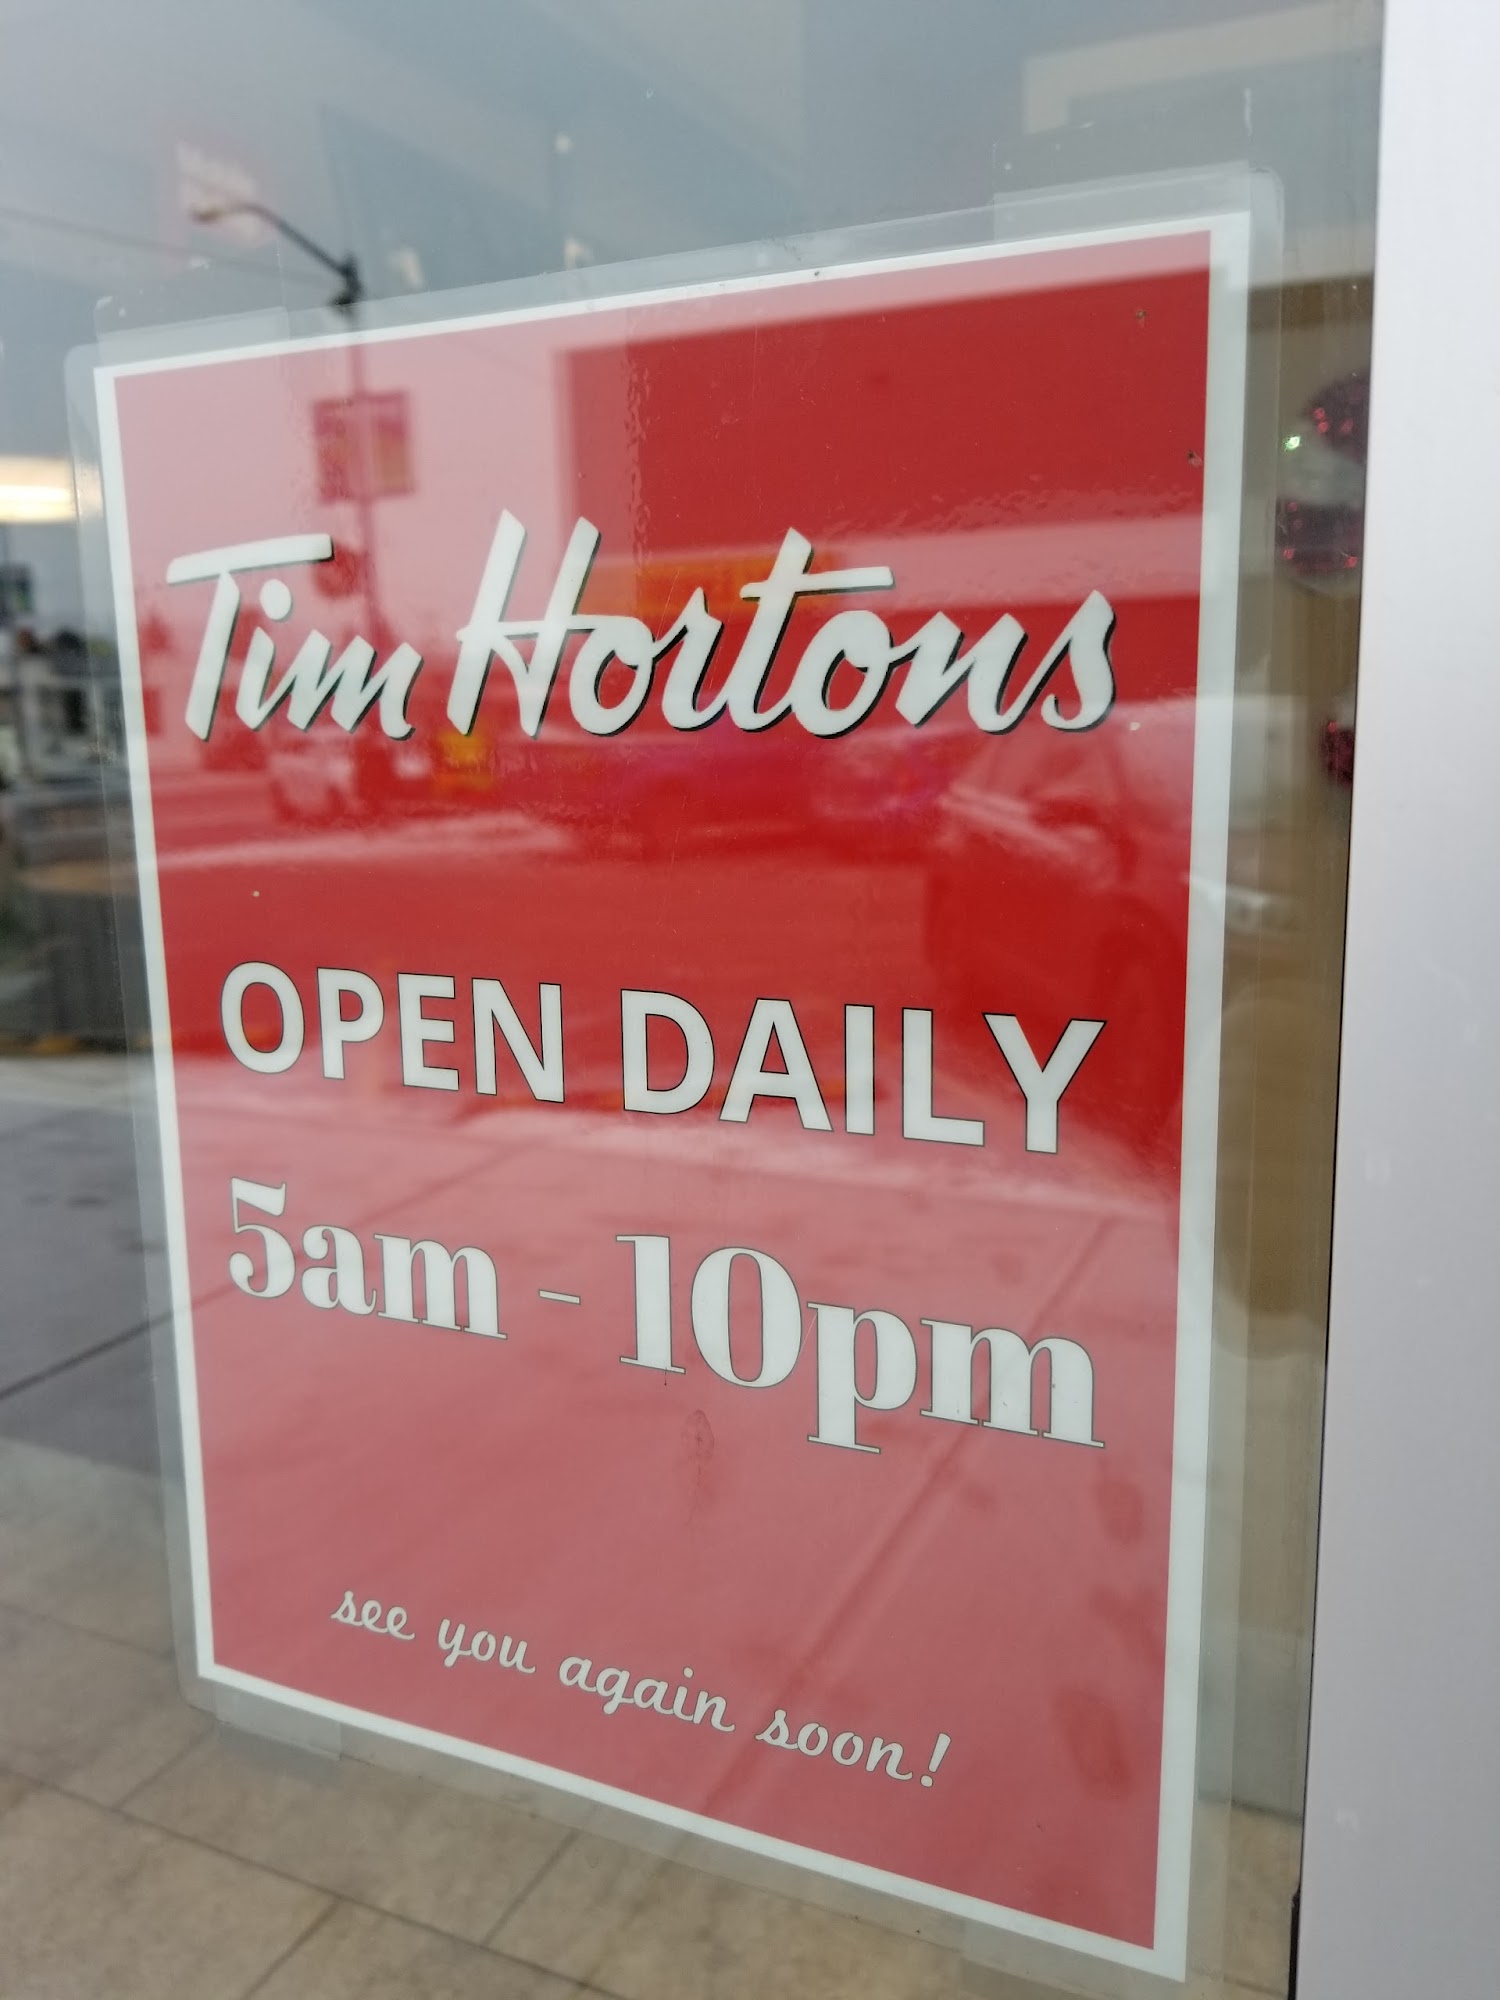 Tim Hortons
OPEN DAILY
5am - 10pm
see you again soon!